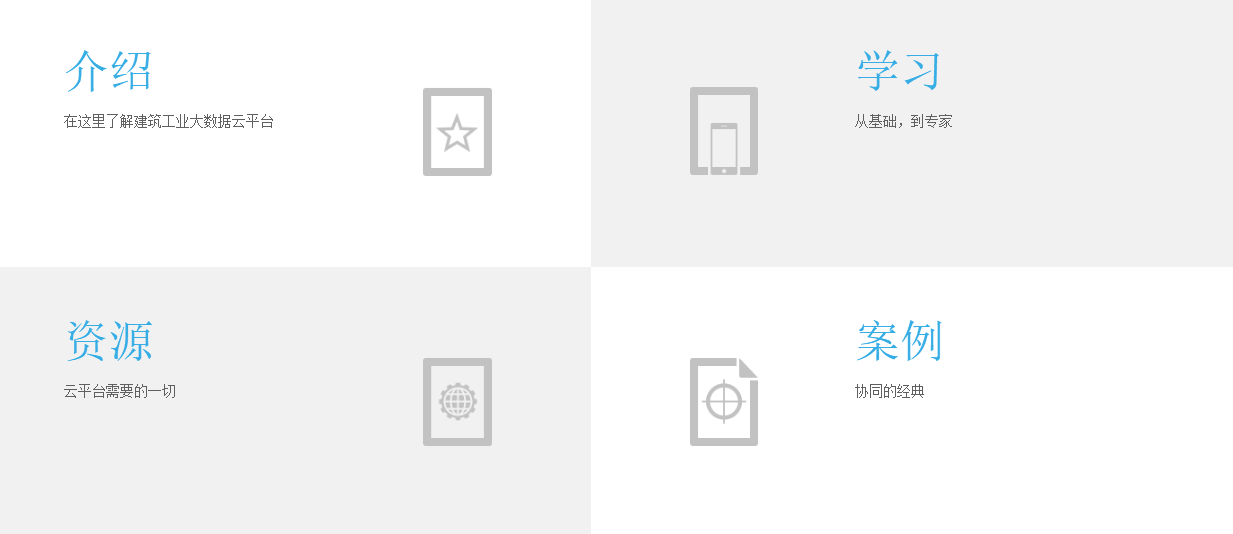 介绍
在这里了解建筑工业大数据云平台
学习
从基础，到专家
资源
云平台需要的一切
案例
协同的经典